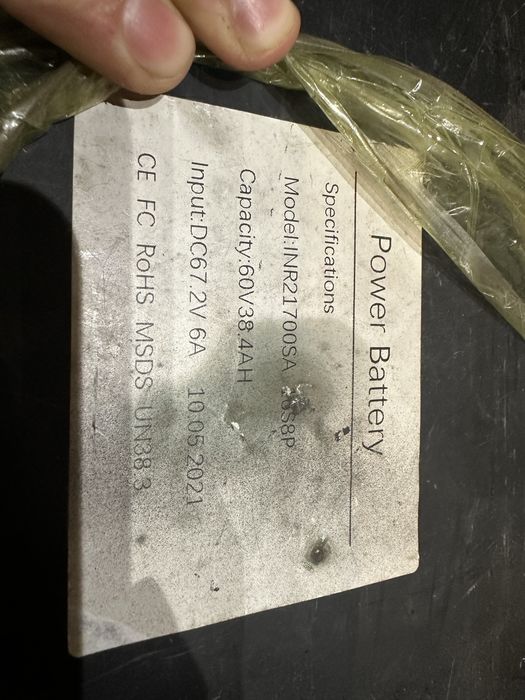 Power Battery
Specifications
Model:INR21700SA
Capacity:60V38.4AH
Input:DC67.2V 6A 10.05.2021
CE FC RoHS MSDS UN38.3